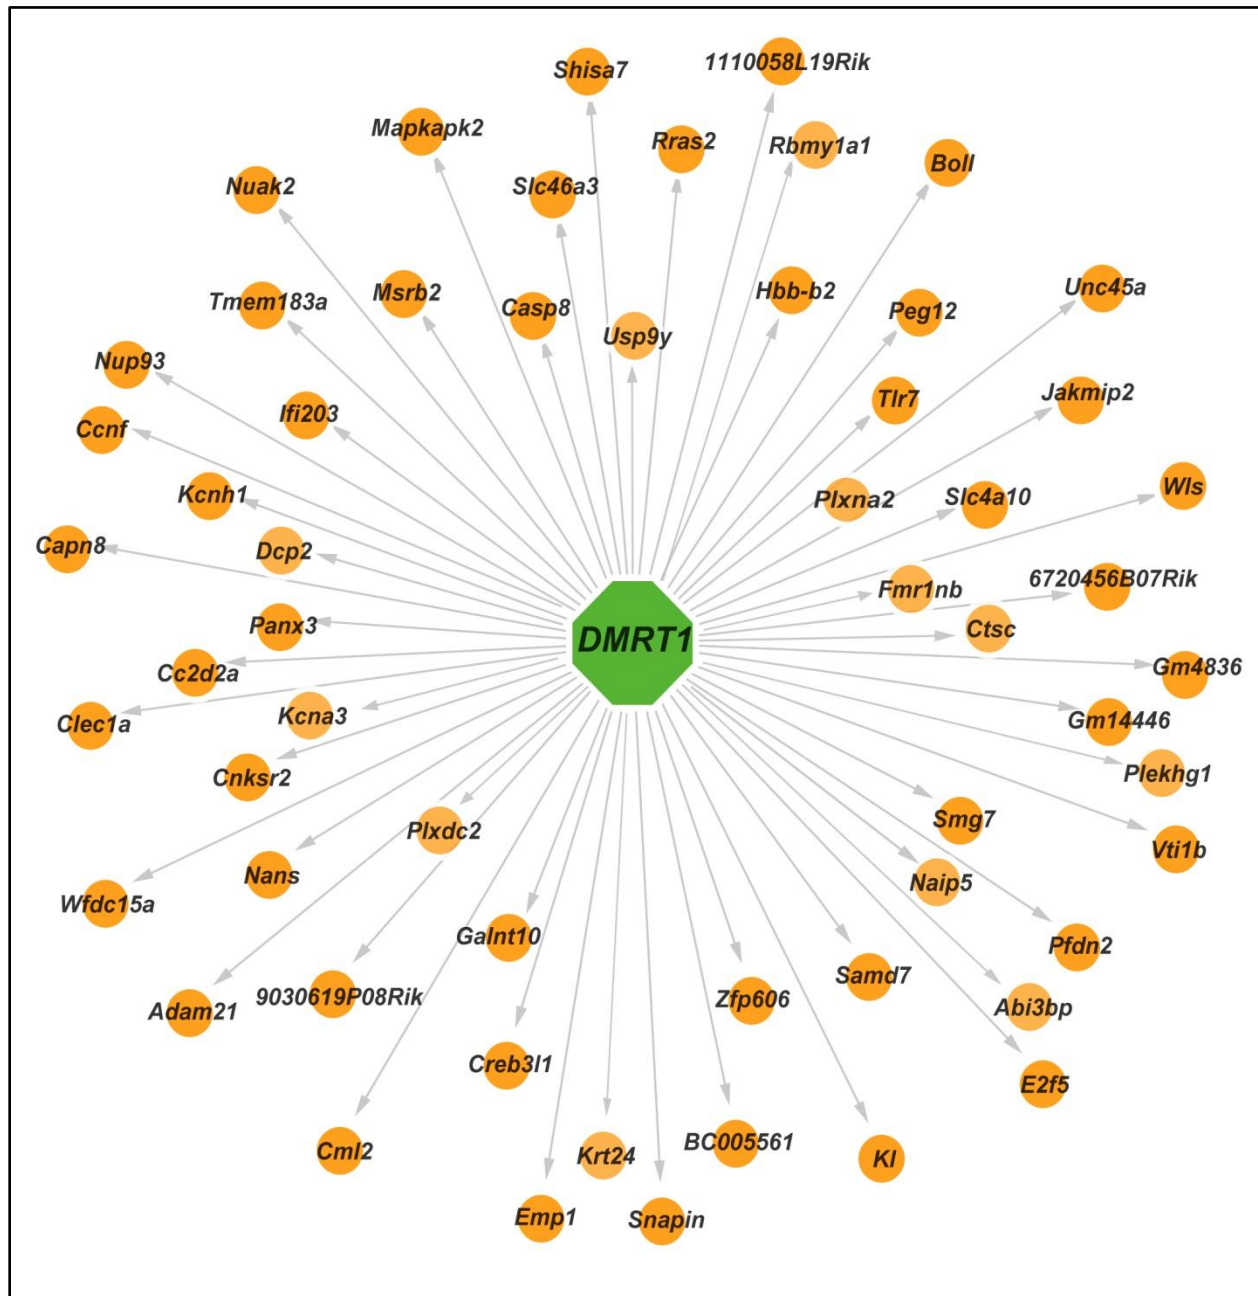 Shisa7
1110058L19Rik
Mapkapk2
Rras2
Rbmy1a1
Boll
Nuak2
Slc46a3
Tmem183a
Msrb2
Casp8
Usp9y
Hbb-b2
Peg12
Unc45a
Nup93
Ccnf
Ifi203
Tlr7
Jakmip2
Kcnh1
Plxna2
Slc4a10
Wls
Capn8
Dcp2
Fmr1nb
6720456B07Rik
Panx3
DMRT1
Ctsc
Cc2d2a
Gm4836
Clec1a
Kcna3
Gm14446
Cnksr2
Plekhg1
Plxdc2
Smg7
Vti1b
Wfdc15a
Nans
Naip5
Galnt10
Pfdn2
Adam21
9030619P08Rik
Zfp606
Samd7
Abi3bp
Creb3l1
E2f5
Cml2
Krt24
BC005561
Kl
Emp1
Snapin